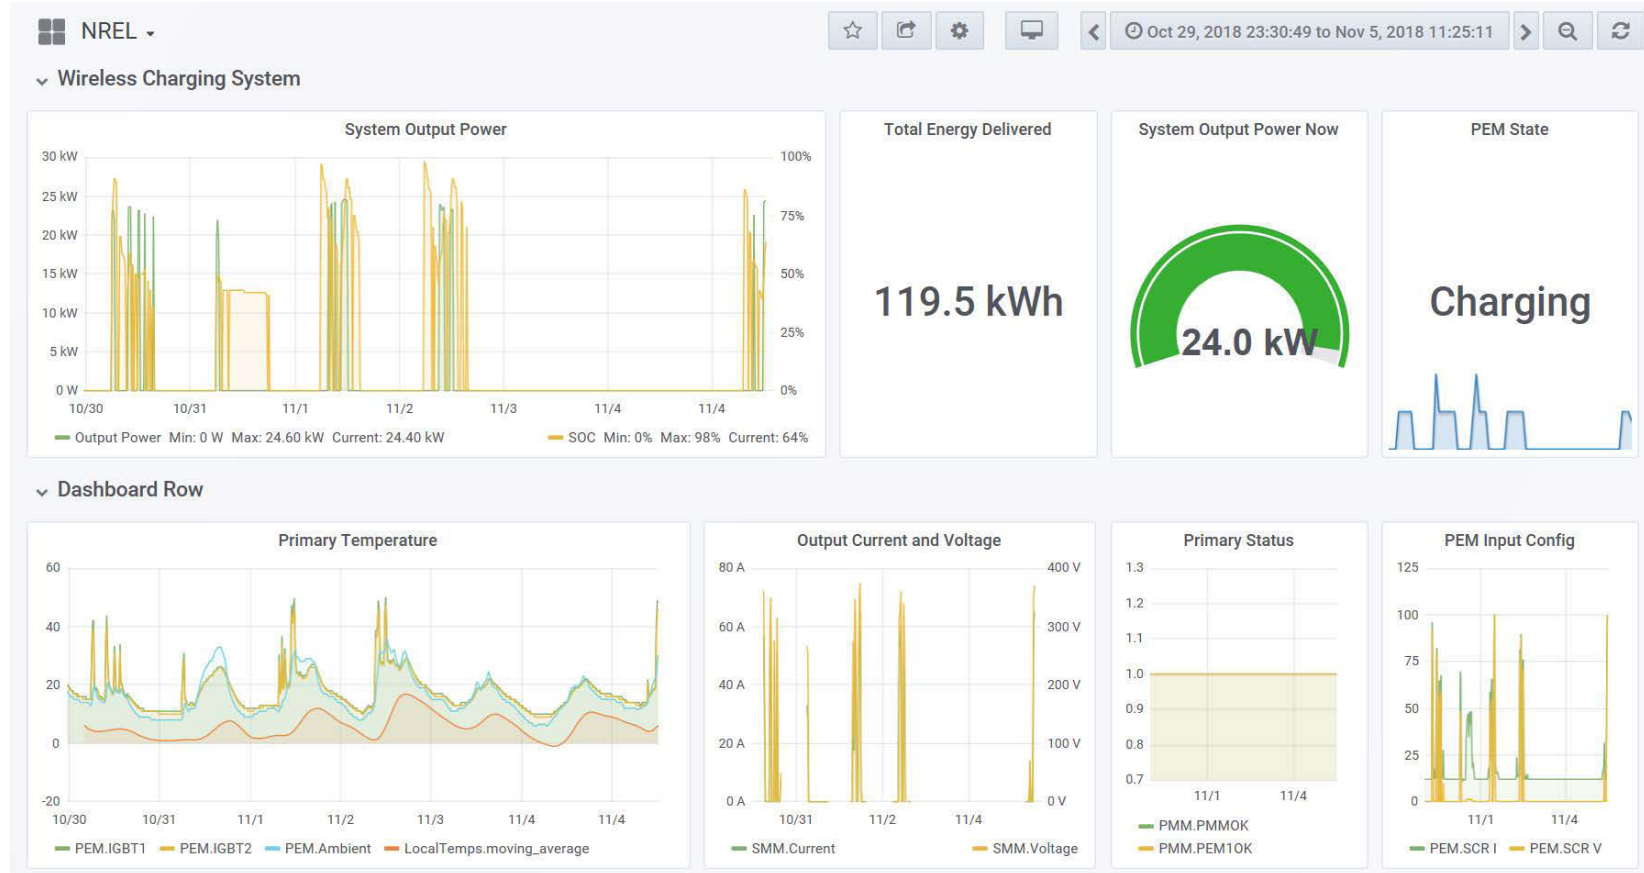 NREL
Oct 29, 2018 23:30:49 to Nov 5, 2018 11:25:11
Wireless Charging System
System Output Power
30 kW
25 kW
20 kW
15 kW
10 kW
5 kW
0 W
100%
75%
50%
25%
0%
10/30 10/31 11/1 11/2 11/3 11/4 11/4
Output Power Min: 0 W Max: 24.60 kW Current: 24.40 kW
SOC Min: 0% Max: 98% Current: 64%
Total Energy Delivered
119.5 kWh
System Output Power Now
24.0 kW
PEM State
Charging
Dashboard Row
Primary Temperature
60
40
20
0
-20
10/30 10/31 11/1 11/2 11/3 11/4 11/4
PEM.IGBT1 PEM.IGBT2 PEM.Ambient LocalTemps.moving_average
Output Current and Voltage
80 A
60 A
40 A
20 A
0 A
400 V
300 V
200 V
100 V
0 V
10/31 11/2 11/4
SMM.Current SMM.Voltage
Primary Status
1.3
1.2
1.1
1.0
0.9
0.8
0.7
11/1 11/4
PMM.PMMOK
PMM.PEM1OK
PEM Input Config
125
100
75
50
25
0
11/1 11/4
PEM.SCR I PEM.SCR V